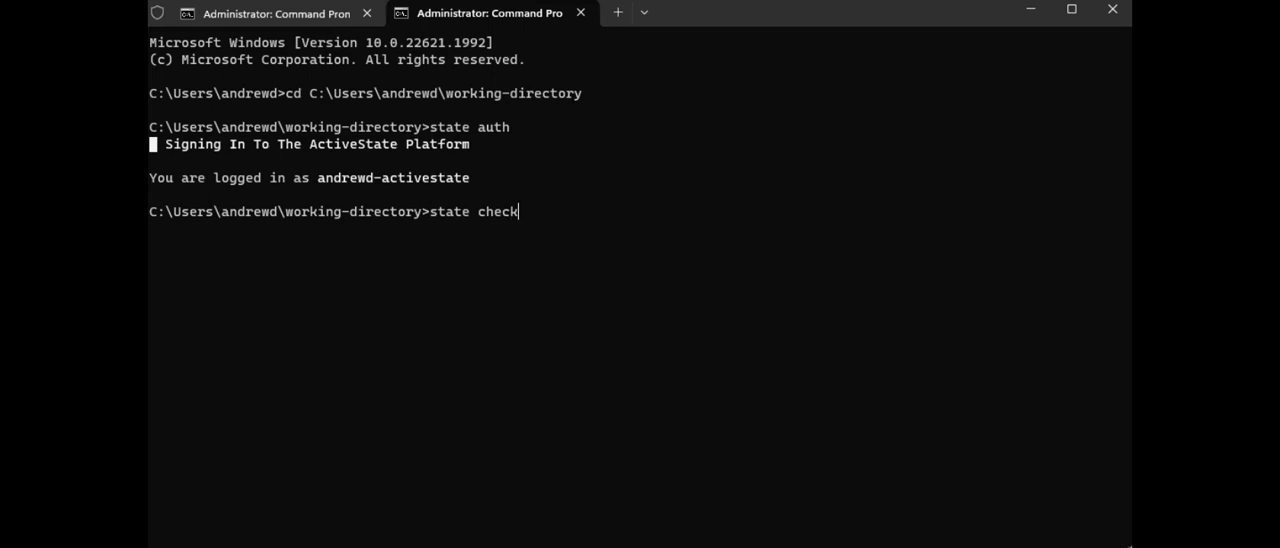 Administrator: Command Pron
Administrator: Command Pro
Microsoft Windows [Version 10.0.22621.1992]
(c) Microsoft Corporation. All rights reserved.
C:\Users\andrewd>cd C:\Users\andrewd\working-directory
C:\Users\andrewd\working-directory>state auth
Signing In To The ActiveState Platform
You are logged in as andrewd-activestate
C:\Users\andrewd\working-directory>state check